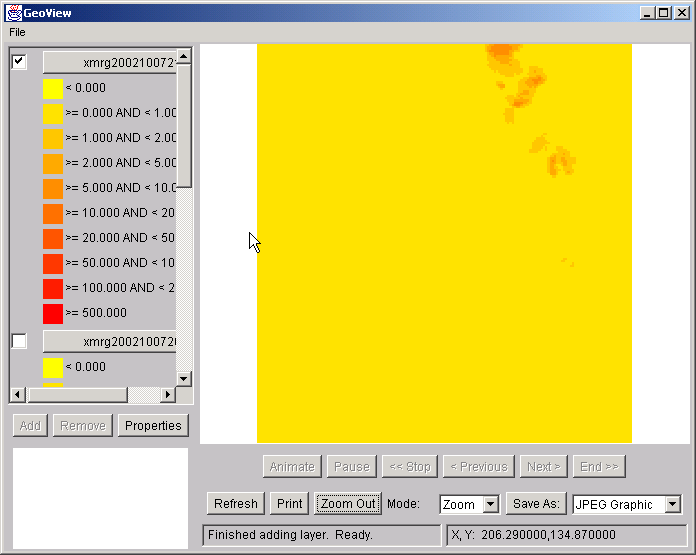 GeoView
File
xmrg200210072
< 0.000
>= 0.000 AND < 1.00
>= 1.000 AND < 2.00
>= 2.000 AND < 5.00
>= 5.000 AND < 10.0
>= 10.000 AND < 20
>= 20.000 AND < 50
>= 50.000 AND < 10
>= 100.000 AND < 2
>= 500.000
xmrg200210072
< 0.000
Add Remove Properties
Animate Pause << Stop < Previous Next > End >>
Refresh Print Zoom Out Mode: Zoom Save As: JPEG Graphic
Finished adding layer. Ready. X, Y: 206.290000,134.870000